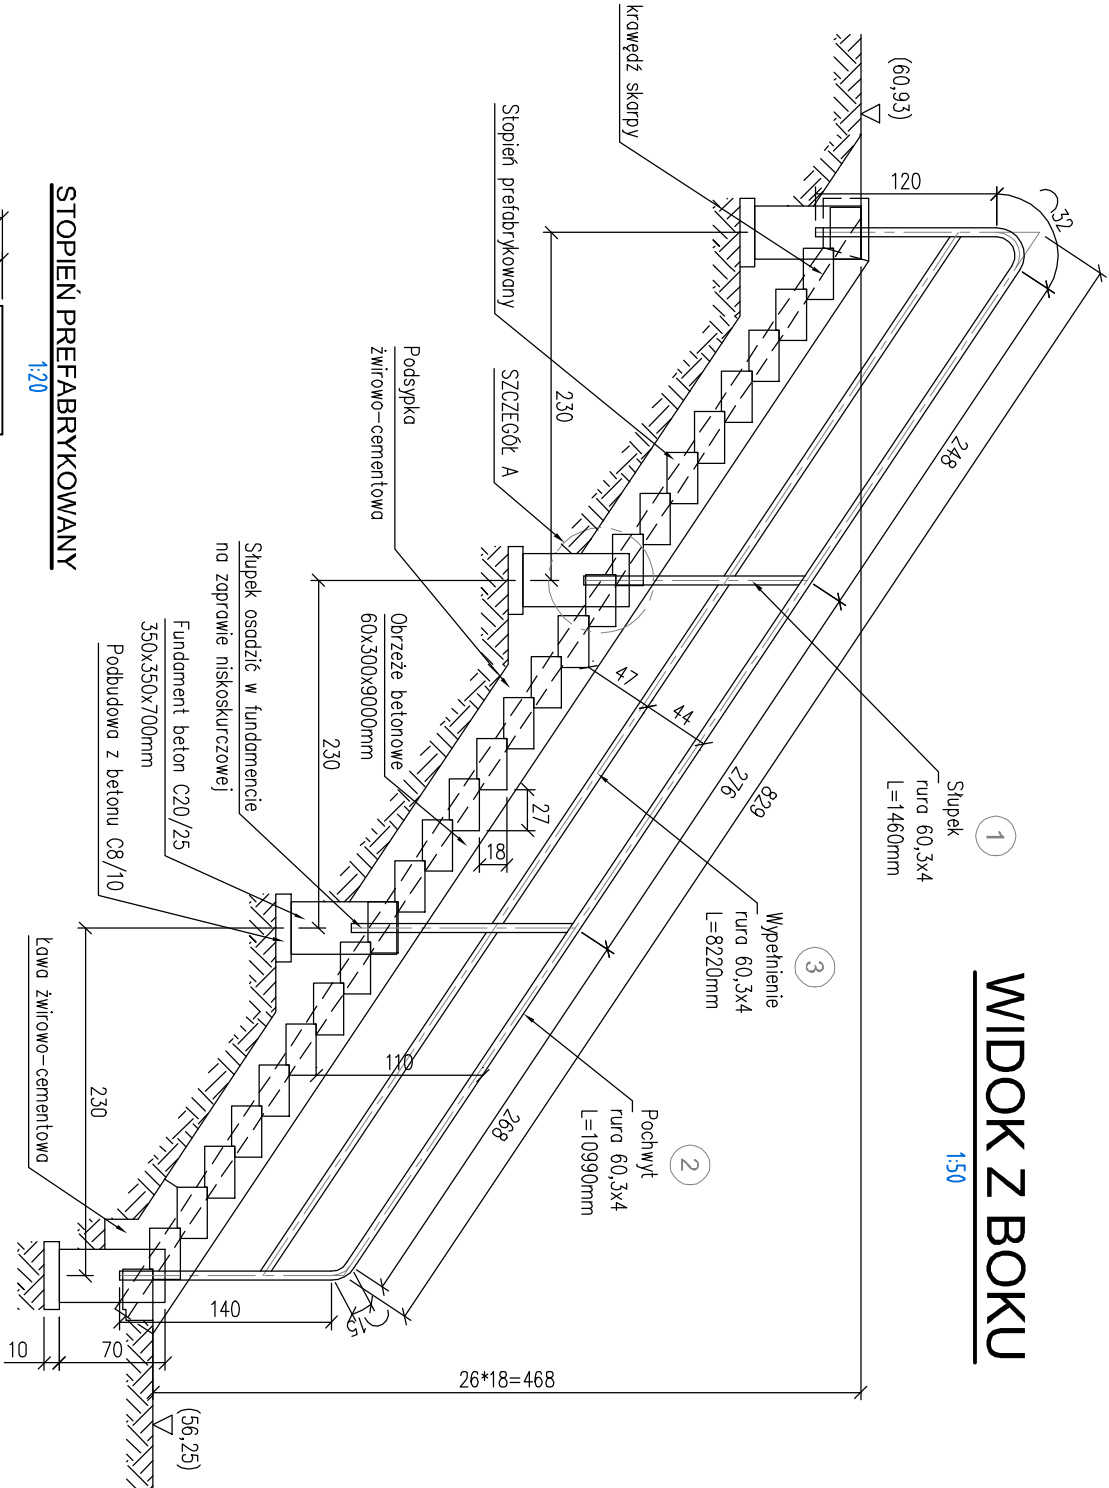 WIDOK Z BOKU
1:50
(60,93)
krawędź skarpy
Stopień prefabrykowany
SZCZEGÓŁ A
Podsypka
żwirowo-cementowa
Obrzeże betonowe
60x300x9000mm
Słupek osadzić w fundamencie
na zaprawie niskoskurczowej
Fundament beton C20/25
350x350x700mm
Podbudowa z betonu C8/10
Ława żwirowo-cementowa
1
Słupek
rura 60,3x4
L=1460mm
3
Wypełnienie
rura 60,3x4
L=8220mm
2
Pochwyt
rura 60,3x4
L=10990mm
120
32
248
829
276
268
230
230
230
47
44
27
18
110
140
15
10
70
26*18=468
(56,25)
STOPIEŃ PREFABRYKOWANY
1:20